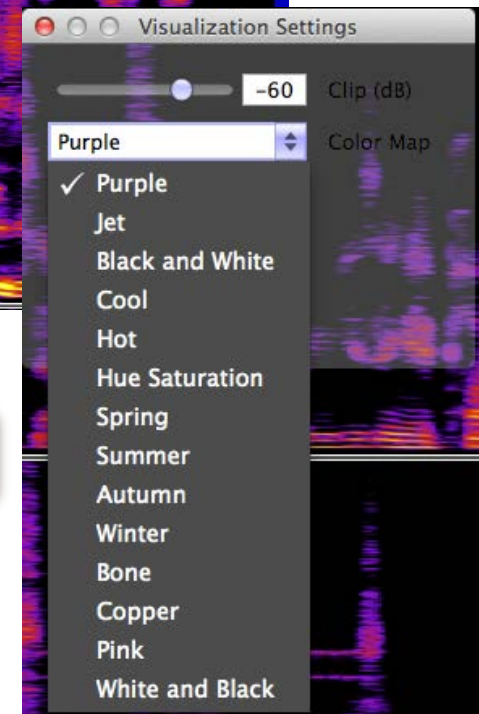 Visualization Settings
-60 Clip (dB)
Purple Color Map
✓ Purple
Jet
Black and White
Cool
Hot
Hue Saturation
Spring
Summer
Autumn
Winter
Bone
Copper
Pink
White and Black